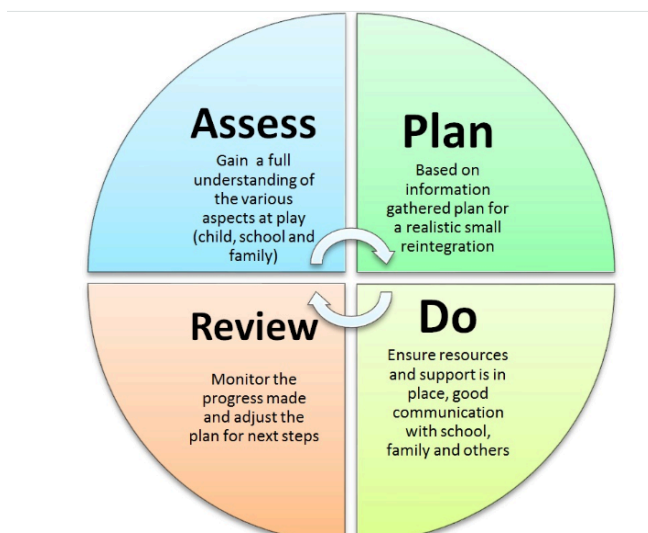 Assess
Gain a full
understanding of
the various
aspects at play
(child, school and
family)
Plan
Based on
information
gathered plan for
a realistic small
reintegration
Review
Monitor the
progress made
and adjust the
plan for next steps
Do
Ensure resources
and support is in
place, good
communication
with school,
family and others